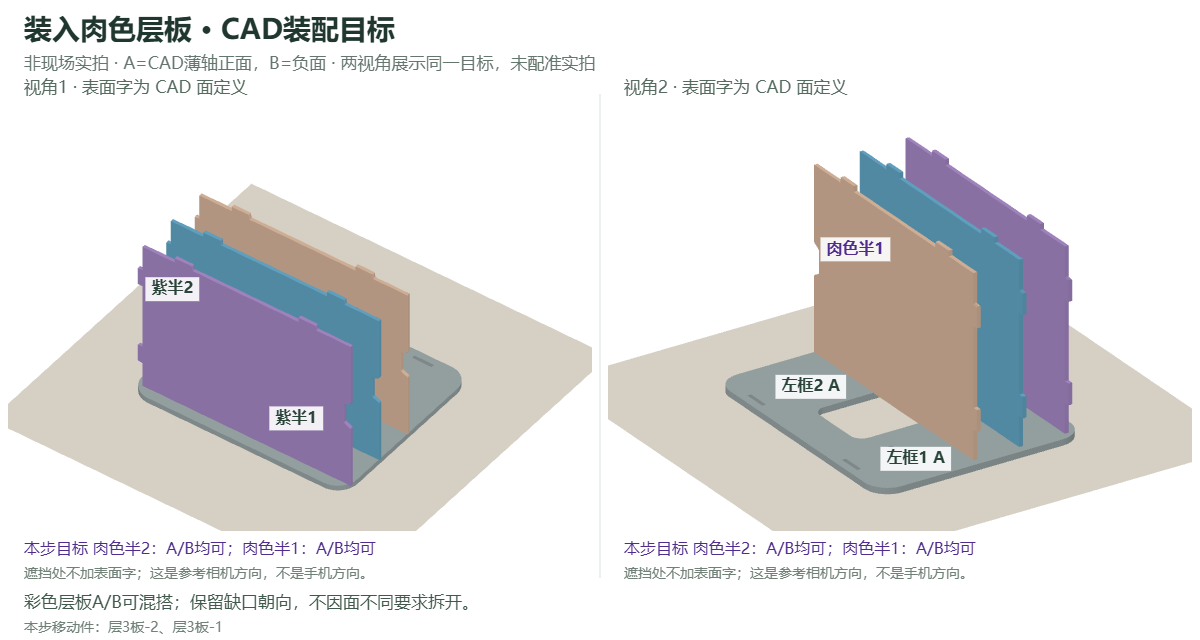 装入肉色层板 · CAD装配目标
非现场实拍 · A=CAD薄轴正面，B=负面 · 两视角展示同一目标，未配准实拍
视角1 · 表面字为 CAD 面定义
视角2 · 表面字为 CAD 面定义
紫半2
紫半1
肉色半1
左框2 A
左框1 A
本步目标 肉色半2：A/B均可；肉色半1：A/B均可
本步目标 肉色半2：A/B均可；肉色半1：A/B均可
遮挡处不加表面字；这是参考相机方向，不是手机方向。
遮挡处不加表面字；这是参考相机方向，不是手机方向。
彩色层板A/B可混搭；保留缺口朝向，不因面不同要求拆开。
本步移动件：层3板-2、层3板-1